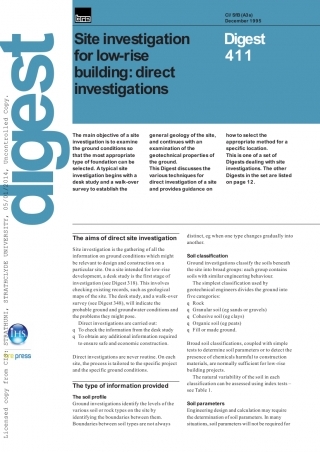 bre
CI SfB (A3s)
December 1995
digest
Site investigation
for low-rise
building: direct
investigations
Digest
411
The main objective of a site
investigation is to examine
the ground conditions so
that the most appropriate
type of foundation can be
selected. A typical site
investigation begins with a
desk study and a walk-over
survey to establish the
general geology of the site,
and continues with an
examination of the
geotechnical properties of
the ground.
This Digest discusses the
various techniques for
direct investigation of a site
and provides guidance on
how to select the
appropriate method for a
specific location.
This is one of a set of
Digests dealing with site
investigations. The other
Digests in the set are listed
on page 12.
The aims of direct site investigation
Site investigation is the gathering of all the
information on ground conditions which might
be relevant to design and construction on a
particular site. On a site intended for low-rise
development, a desk study is the first stage of
investigation (see Digest 318). This involves
checking existing records, such as geological
maps of the site. The desk study, and a walk-over
survey (see Digest 348), will indicate the
probable ground and groundwater conditions and
the problems they might pose.
Direct investigations are carried out:
q To check the information from the desk study
q To obtain any additional information required
to ensure safe and economic construction.
Direct investigations are never routine. On each
site, the process is tailored to the specific project
and the specific ground conditions.
The type of information provided
The soil profile
Ground investigations identify the levels of the
various soil or rock types on the site by
identifying the boundaries between them.
Boundaries between soil types are not always
distinct, eg when one type changes gradually into
another.
Soil classification
Ground investigations classify the soils beneath
the site into broad groups: each group contains
soils with similar engineering behaviour.
The simplest classification used by
geotechnical engineers divides the ground into
five categories:
q Rock
q Granular soil (eg sands or gravels)
q Cohesive soil (eg clays)
q Organic soil (eg peats)
q Fill or made ground.
Broad soil classifications, coupled with simple
tests to determine soil parameters or to detect the
presence of chemicals harmful to construction
materials, are normally sufficient for low-rise
building projects.
The natural variability of the soil in each
classification can be assessed using index tests –
see Table 1.
Soil parameters
Engineering design and calculation may require
the determination of soil parameters. In many
situations, soil parameters will not be required for
IHS
press
STRATHCLYDE UNIVERSITY, 05/01/2014, Uncontrolled Copy.
Licensed copy from CIS: